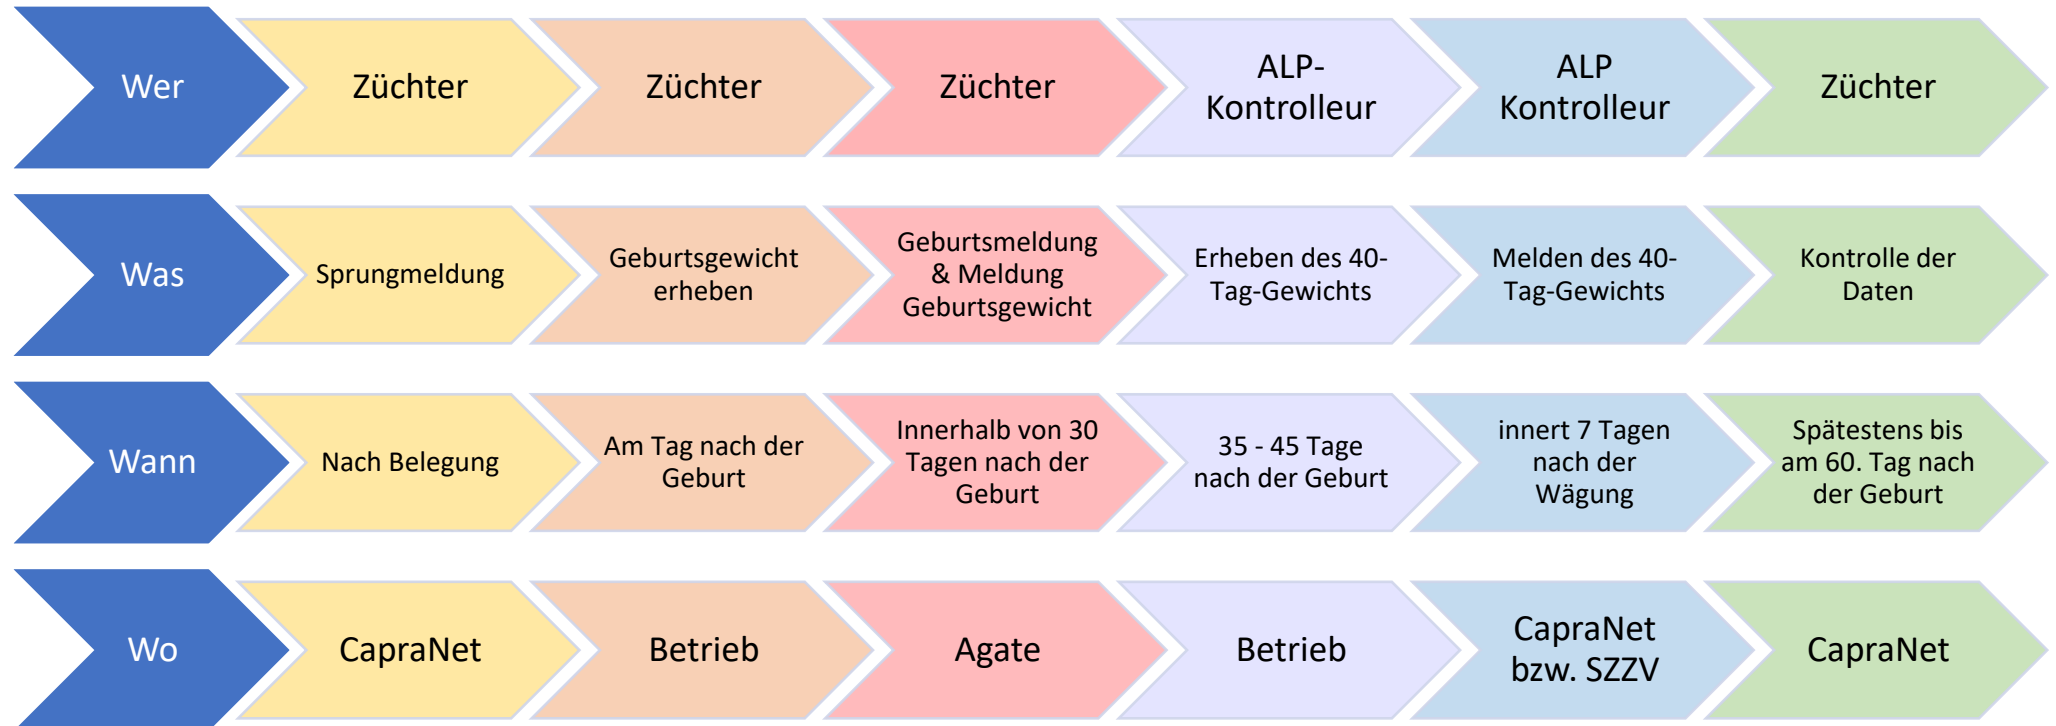 Wer
Züchter
Züchter
Züchter
ALP-
Kontrolleur
ALP
Kontrolleur
Züchter
Was
Sprungmeldung
Geburtsgewicht
erheben
Geburtsmeldung
& Meldung
Geburtsgewicht
Erheben des 40-
Tag-Gewichts
Melden des 40-
Tag-Gewichts
Kontrolle der
Daten
Wann
Nach Belegung
Am Tag nach der
Geburt
Innerhalb von 30
Tagen nach der
Geburt
35 - 45 Tage
nach der Geburt
innert 7 Tagen
nach der
Wägung
Spätestens bis
am 60. Tag nach
der Geburt
Wo
CapraNet
Betrieb
Agate
Betrieb
CapraNet
bzw. SZZV
CapraNet